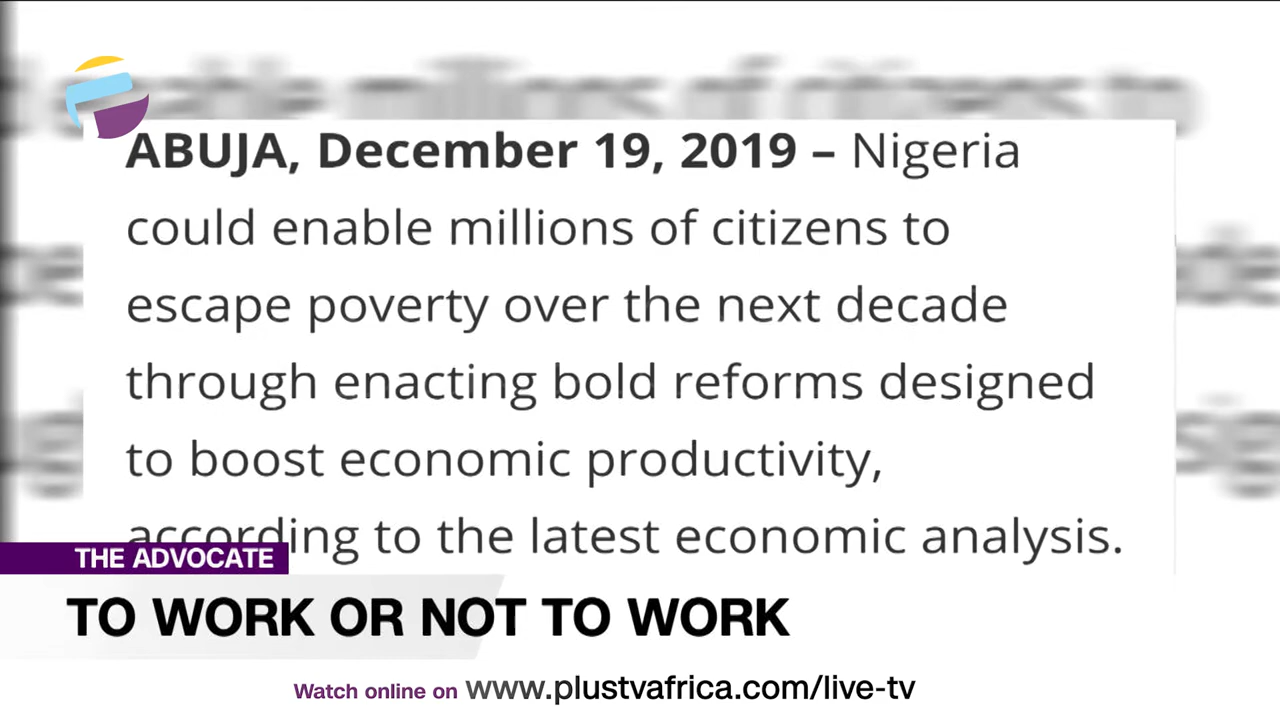 ABUJA, December 19, 2019 – Nigeria
could enable millions of citizens to
escape poverty over the next decade
through enacting bold reforms designed
to boost economic productivity,
according to the latest economic analysis.
THE ADVOCATE
TO WORK OR NOT TO WORK
Watch online on www.plustvafrica.com/live-tv